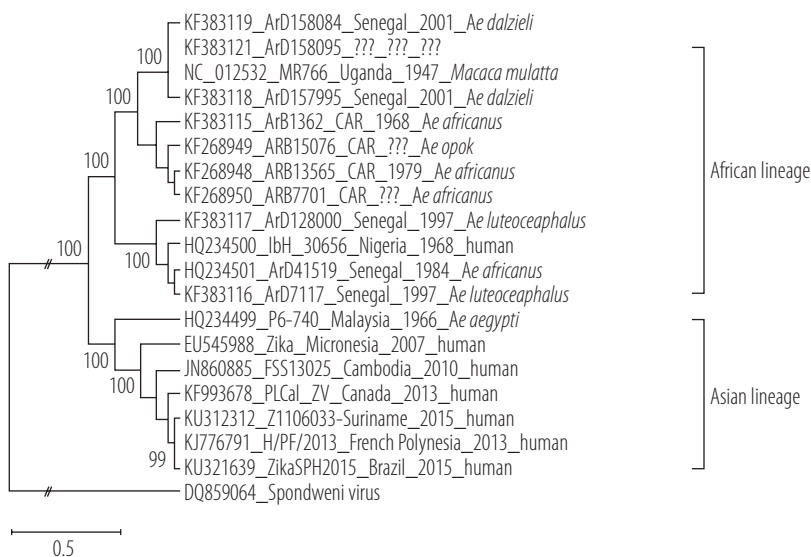 KF383119_ArD158084_Senegal_2001_Ae dalzieli
KF383121_ArD158095_???_???_???
NC_012532_MR766_Uganda_1947_Macaca mulatta
KF383118_ArD157995_Senegal_2001_Ae dalzieli
KF383115_ArB1362_CAR_1968_Ae africanus
KF268949_ARB15076_CAR_???_Ae opok
KF268948_ARB13565_CAR_1979_Ae africanus
KF268950_ARB7701_CAR_???_Ae africanus
KF383117_ArD128000_Senegal_1997_Ae luteoceaphalus
HQ234500_IbH_30656_Nigeria_1968_human
HQ234501_ArD41519_Senegal_1984_Ae africanus
KF383116_ArD7117_Senegal_1997_Ae luteoceaphalus
HQ234499_P6-740_Malaysia_1966_Ae aegypti
EU545988_Zika_Micronesia_2007_human
JN860885_FSS13025_Cambodia_2010_human
KF993678_PLCal_ZV_Canada_2013_human
KU312312_Z1106033-Suriname_2015_human
KJ776791_H/PF/2013_French Polynesia_2013_human
KU321639_ZikaSPH2015_Brazil_2015_human
DQ859064_Spondweni virus
100
100
100
100
100
100
100
99
African lineage
Asian lineage
0.5